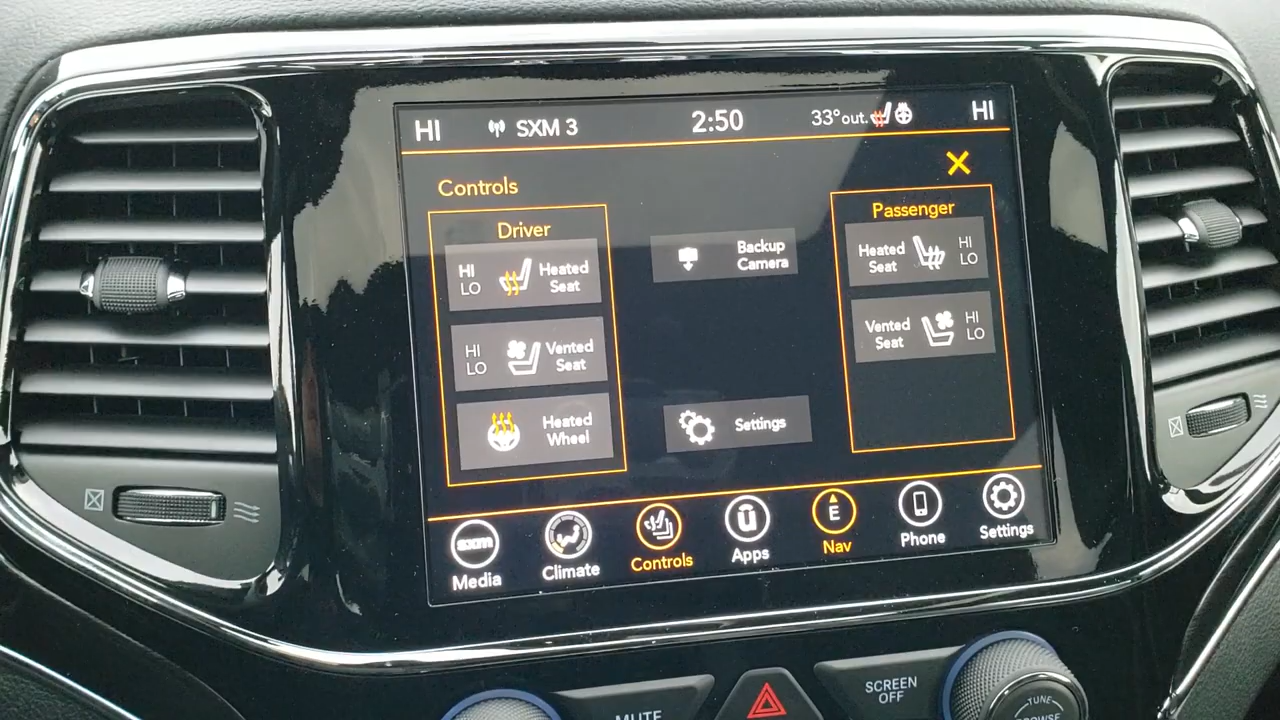 HI SXM 3 2:50 33°out. HI
Controls
Driver
HI
LO
Heated
Seat
HI
LO
Vented
Seat
Heated
Wheel
Backup
Camera
Settings
Passenger
Heated
Seat
HI
LO
Vented
Seat
HI
LO
sxm
Media
Climate
Controls
Apps
E
Nav
Phone
Settings
MUTE
SCREEN
OFF
TUNE
BROWSE